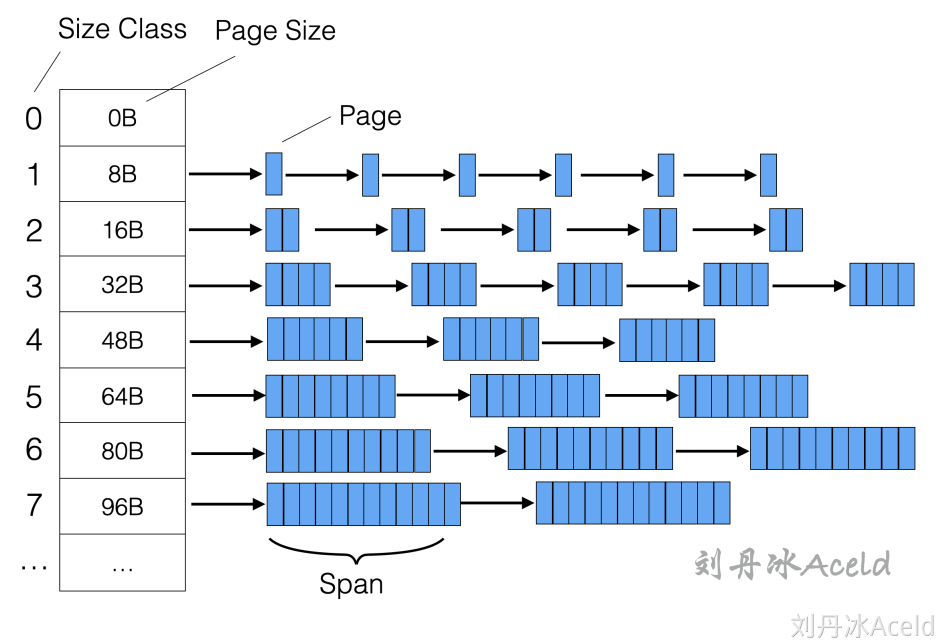 Size Class
Page Size
0
0B
Page
1
8B
2
16B
3
32B
4
48B
5
64B
6
80B
7
96B
...
...
Span
刘丹冰Aceld
刘丹冰Aceld